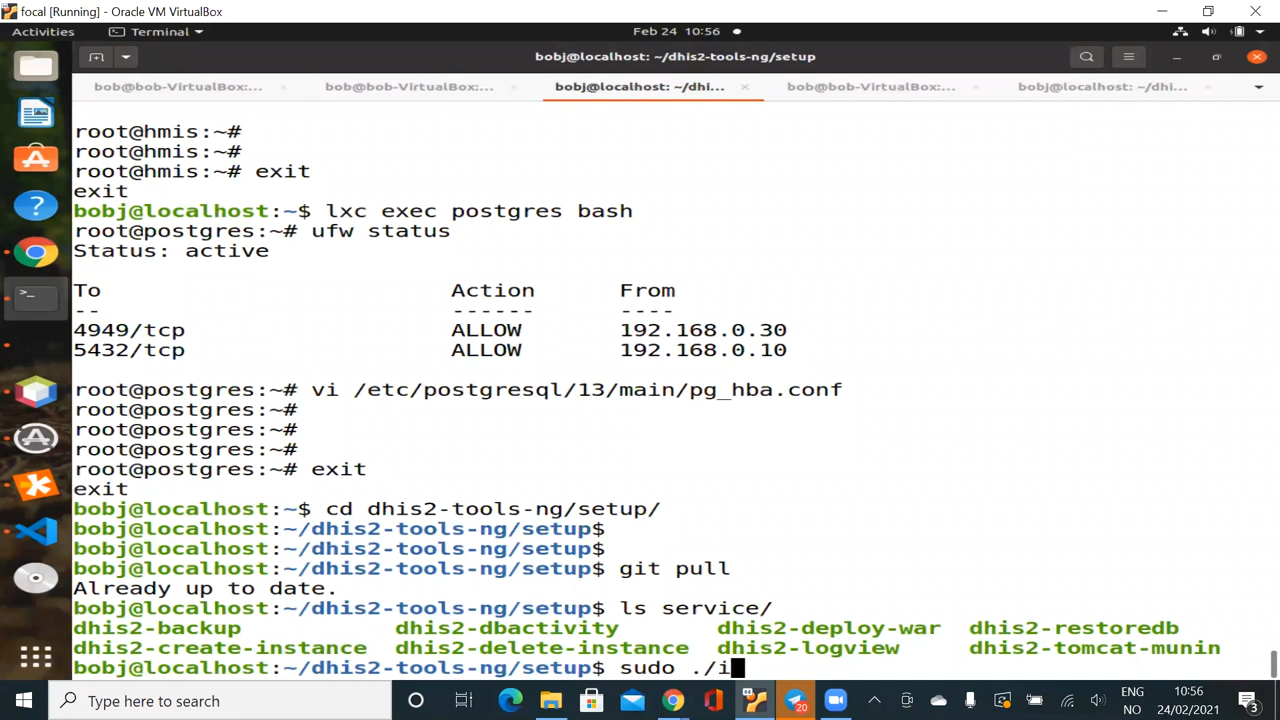 focal [Running] - Oracle VM VirtualBox
Activities Terminal Feb 24 10:56
bobj@localhost: ~/dhis2-tools-ng/setup
bob@bob-VirtualBox:... bob@bob-VirtualBox:... bobj@localhost: ~/dhi... bob@bob-VirtualBox:... bobj@localhost: ~/dhi...
root@hmis:~#
root@hmis:~#
root@hmis:~# exit
exit
bobj@localhost:~$ lxc exec postgres bash
root@postgres:~# ufw status
Status: active
To Action From
-- ------ ----
4949/tcp ALLOW 192.168.0.30
5432/tcp ALLOW 192.168.0.10
root@postgres:~# vi /etc/postgresql/13/main/pg_hba.conf
root@postgres:~#
root@postgres:~#
root@postgres:~#
root@postgres:~# exit
exit
bobj@localhost:~$ cd dhis2-tools-ng/setup/
bobj@localhost:~/dhis2-tools-ng/setup$
bobj@localhost:~/dhis2-tools-ng/setup$
bobj@localhost:~/dhis2-tools-ng/setup$ git pull
Already up to date.
bobj@localhost:~/dhis2-tools-ng/setup$ ls service/
dhis2-backup dhis2-dbactivity dhis2-deploy-war dhis2-restoredb
dhis2-create-instance dhis2-delete-instance dhis2-logview dhis2-tomcat-munin
bobj@localhost:~/dhis2-tools-ng/setup$ sudo ./i
Type here to search 20 ENG 10:56
NO 24/02/2021 3